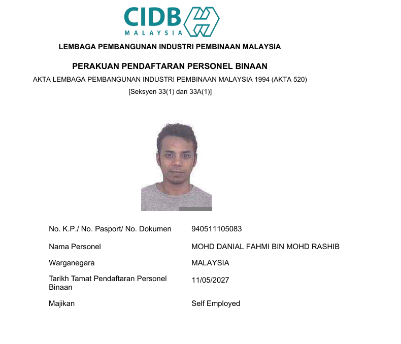 CIDB
MALAYSIA
LEMBAGA PEMBANGUNAN INDUSTRI PEMBINAAN MALAYSIA
PERAKUAN PENDAFTARAN PERSONEL BINAAN
AKTA LEMBAGA PEMBANGUNAN INDUSTRI PEMBINAAN MALAYSIA 1994 (AKTA 520)
[Seksyen 33(1) dan 33A(1)]
No. K.P./ No. Pasport/ No. Dokumen 940511105083
Nama Personel MOHD DANIAL FAHMI BIN MOHD RASHIB
Warganegara MALAYSIA
Tarikh Tamat Pendaftaran Personel 11/05/2027
Binaan
Majikan Self Employed